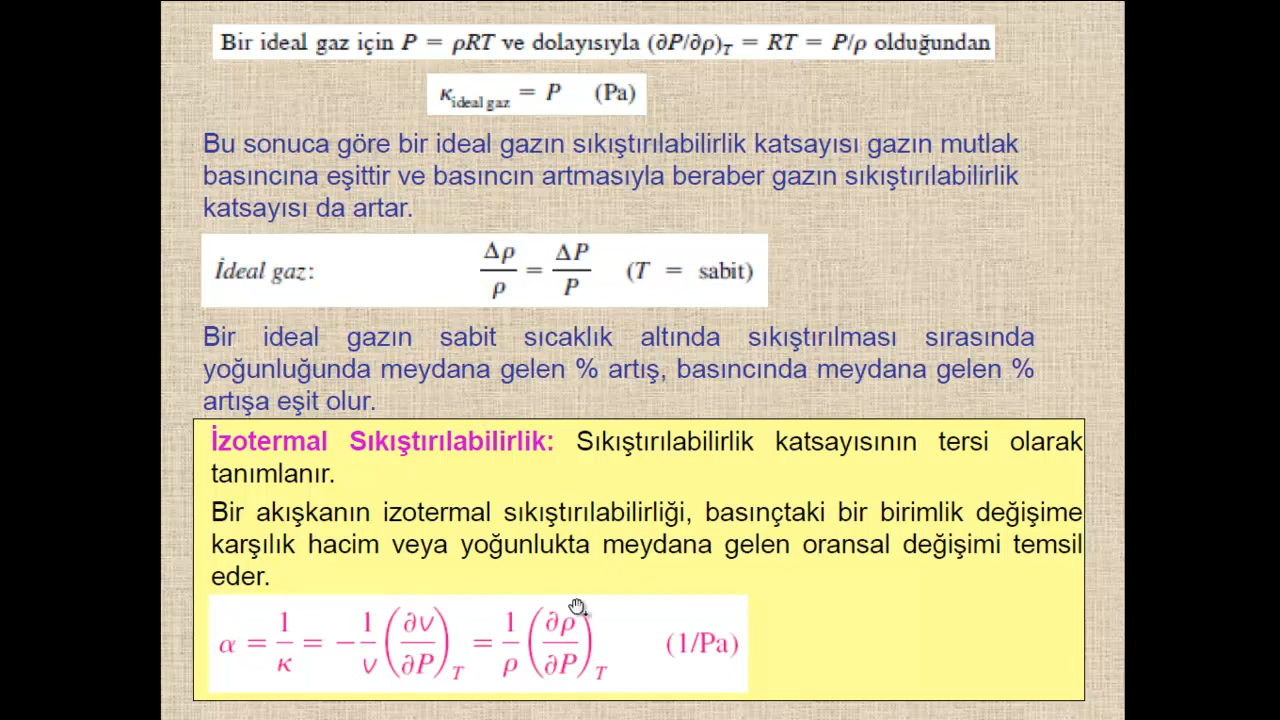 Bir ideal gaz için P = ρRT ve dolayısıyla (∂P/∂ρ)T = RT = P/ρ olduğundan
κideal gaz = P (Pa)
Bu sonuca göre bir ideal gazın sıkıştırılabilirlik katsayısı gazın mutlak
basıncına eşittir ve basıncın artmasıyla beraber gazın sıkıştırılabilirlik
katsayısı da artar.
İdeal gaz: Δρ/ρ = ΔP/P (T = sabit)
Bir ideal gazın sabit sıcaklık altında sıkıştırılması sırasında
yoğunluğunda meydana gelen % artış, basıncında meydana gelen %
artışa eşit olur.
İzotermal Sıkıştırılabilirlik: Sıkıştırılabilirlik katsayısının tersi olarak
tanımlanır.
Bir akışkanın izotermal sıkıştırılabilirliği, basınçtaki bir birimlik değişime
karşılık hacim veya yoğunlukta meydana gelen oransal değişimi temsil
eder.
α = 1/κ = −1/v (∂v/∂P)T = 1/ρ (∂ρ/∂P)T (1/Pa)